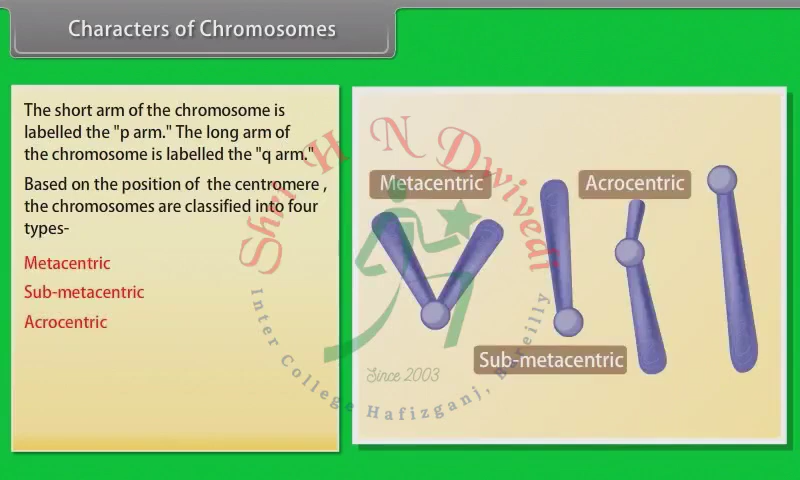 Characters of Chromosomes
The short arm of the chromosome is
labelled the "p arm." The long arm of
the chromosome is labelled the "q arm."
Based on the position of the centromere ,
the chromosomes are classified into four
types-
Metacentric
Sub-metacentric
Acrocentric
Metacentric
Acrocentric
Sub-metacentric
Shri H N Dwivedi
Inter College Hafizganj, Bareilly
Since 2003